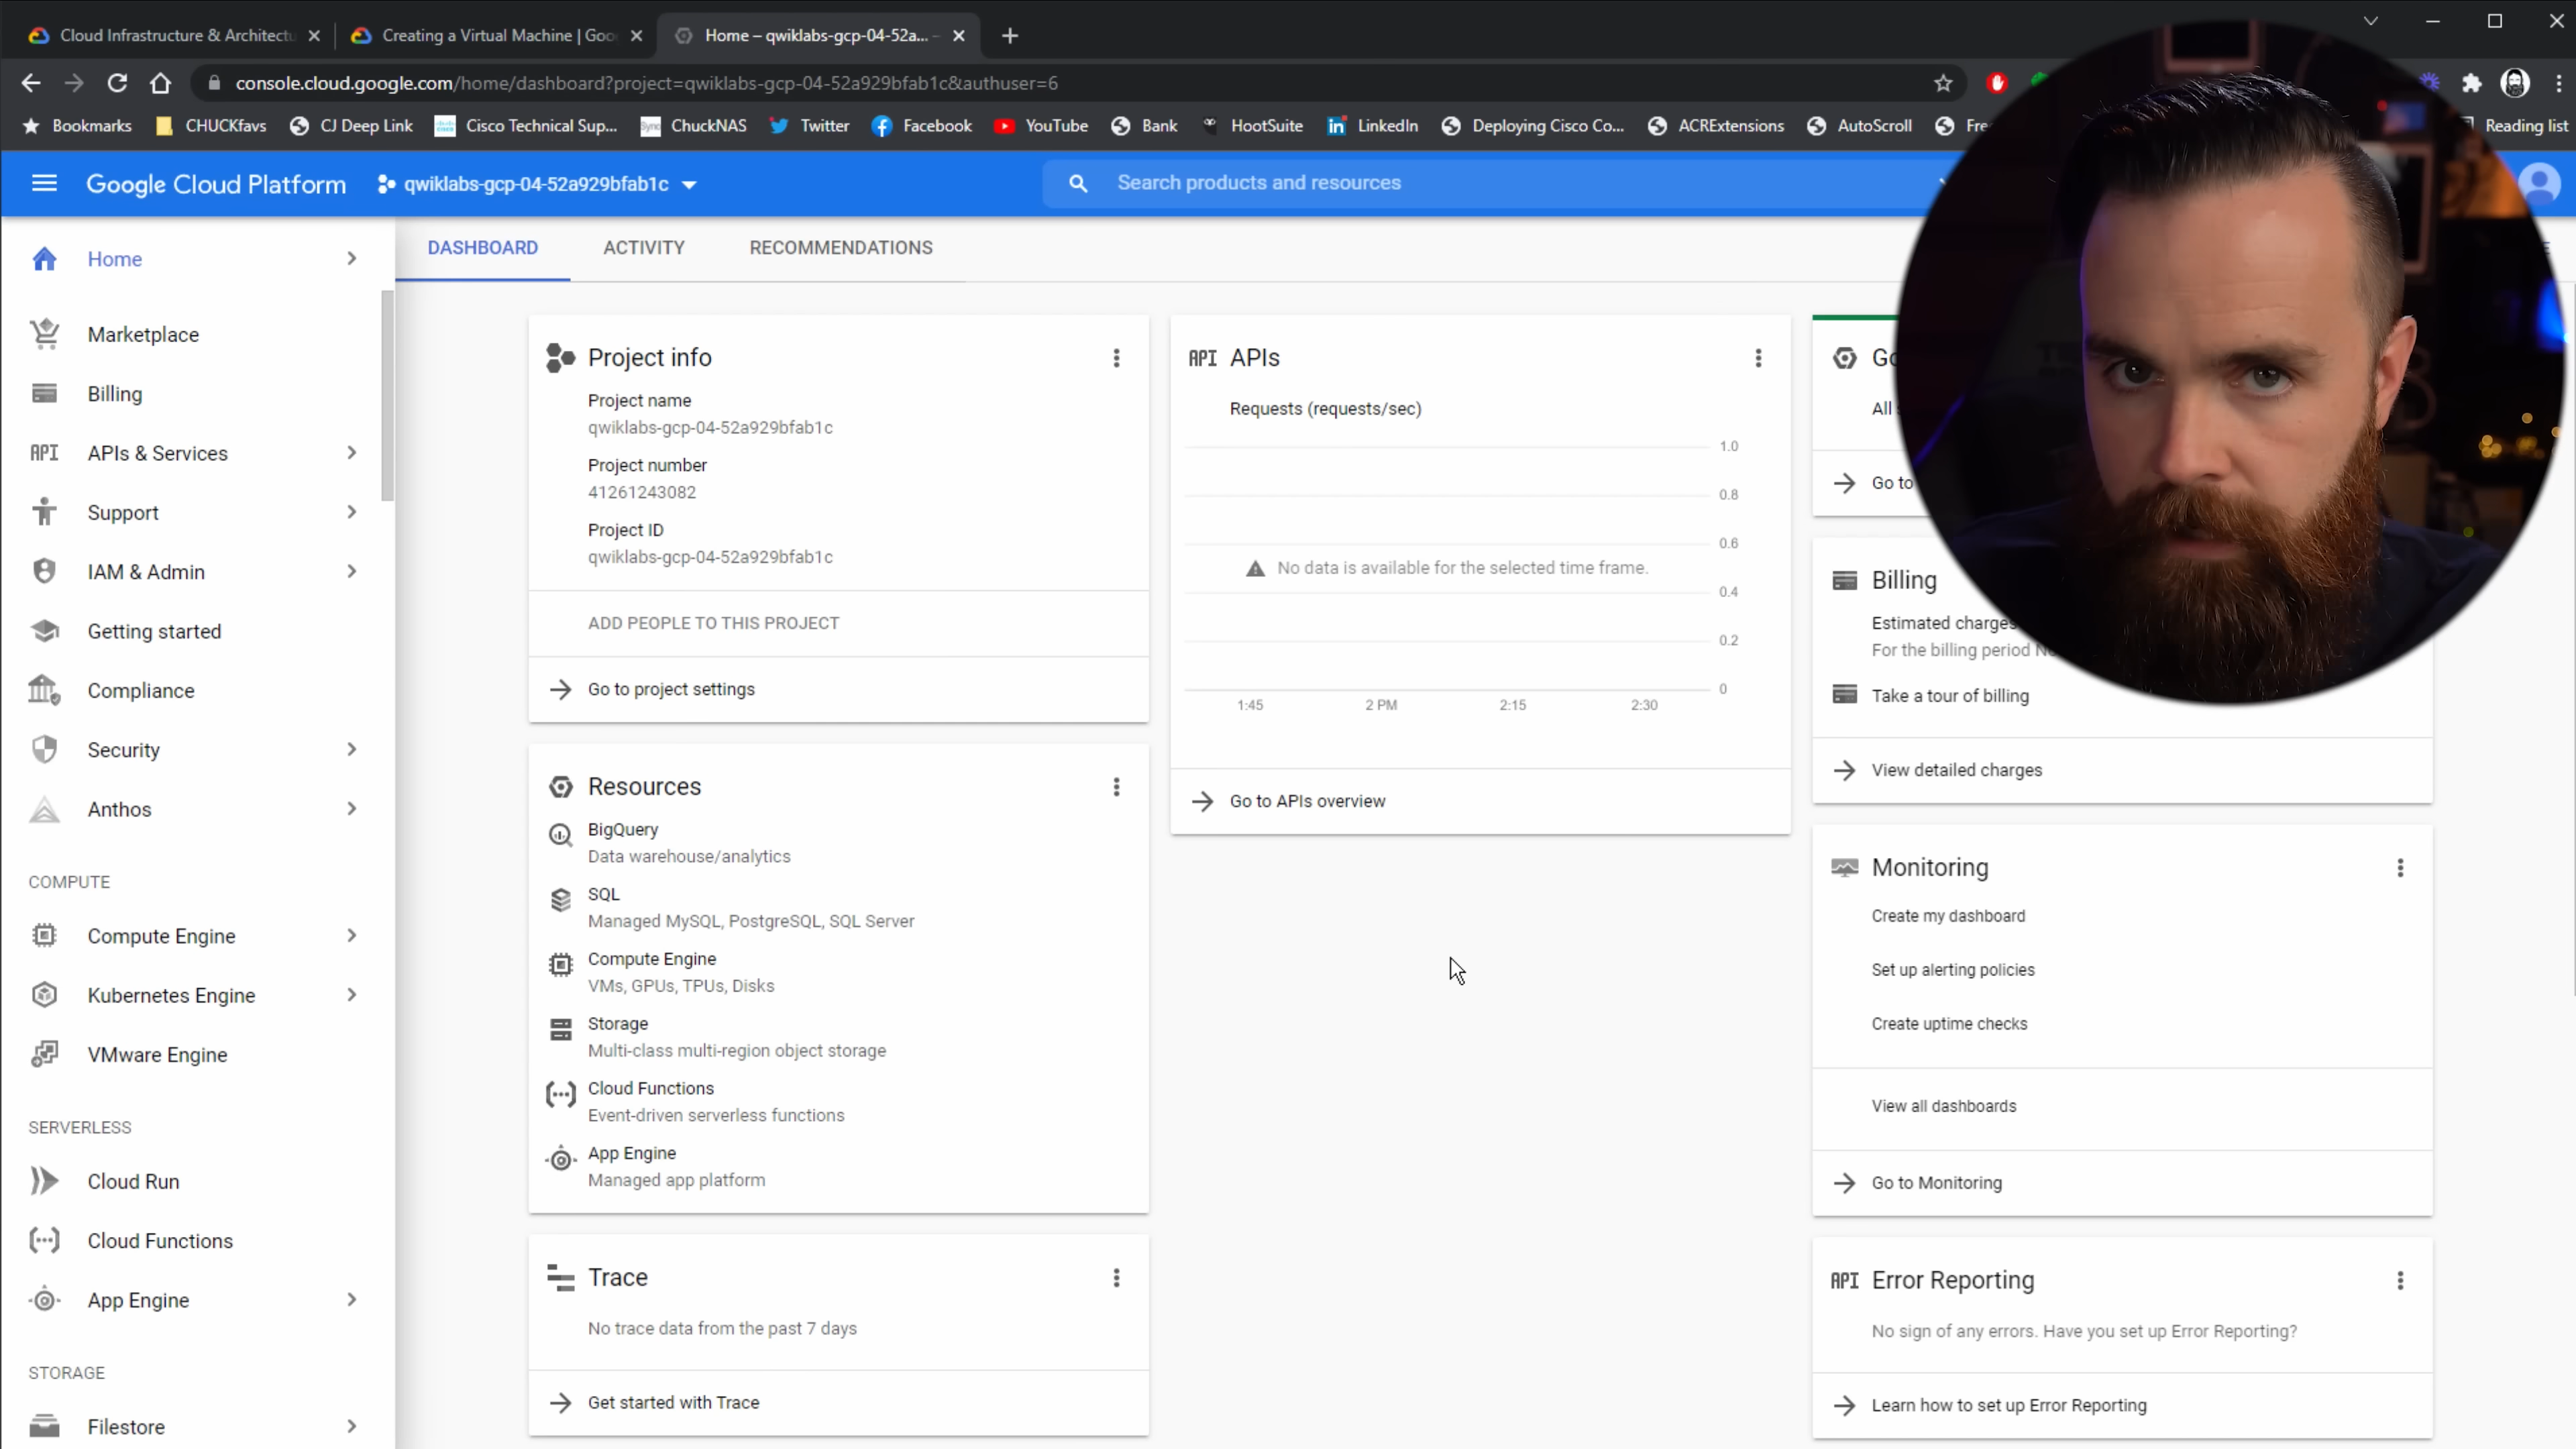 Cloud Infrastructure & Architectu
Creating a Virtual Machine | Goo
Home – qwiklabs-gcp-04-52a... –
console.cloud.google.com/home/dashboard?project=qwiklabs-gcp-04-52a929bfab1c&authuser=6
Bookmarks CHUCKfavs CJ Deep Link Cisco Technical Sup... ChuckNAS Twitter Facebook YouTube Bank HootSuite LinkedIn Deploying Cisco Co... ACRExtensions AutoScroll Fre Reading list
Google Cloud Platform qwiklabs-gcp-04-52a929bfab1c Search products and resources
Home
Marketplace
Billing
API APIs & Services
Support
IAM & Admin
Getting started
Compliance
Security
Anthos
COMPUTE
Compute Engine
Kubernetes Engine
VMware Engine
SERVERLESS
Cloud Run
Cloud Functions
App Engine
STORAGE
Filestore
DASHBOARD ACTIVITY RECOMMENDATIONS
Project info
Project name
qwiklabs-gcp-04-52a929bfab1c
Project number
41261243082
Project ID
qwiklabs-gcp-04-52a929bfab1c
ADD PEOPLE TO THIS PROJECT
Go to project settings
Resources
BigQuery
Data warehouse/analytics
SQL
Managed MySQL, PostgreSQL, SQL Server
Compute Engine
VMs, GPUs, TPUs, Disks
Storage
Multi-class multi-region object storage
Cloud Functions
Event-driven serverless functions
App Engine
Managed app platform
Trace
No trace data from the past 7 days
Get started with Trace
API APIs
Requests (requests/sec)
1.0
0.8
0.6
No data is available for the selected time frame.
0.4
0.2
0
1:45 2 PM 2:15 2:30
Go to APIs overview
Go
All
Go to
Billing
Estimated charges
For the billing period
Take a tour of billing
View detailed charges
Monitoring
Create my dashboard
Set up alerting policies
Create uptime checks
View all dashboards
Go to Monitoring
API Error Reporting
No sign of any errors. Have you set up Error Reporting?
Learn how to set up Error Reporting